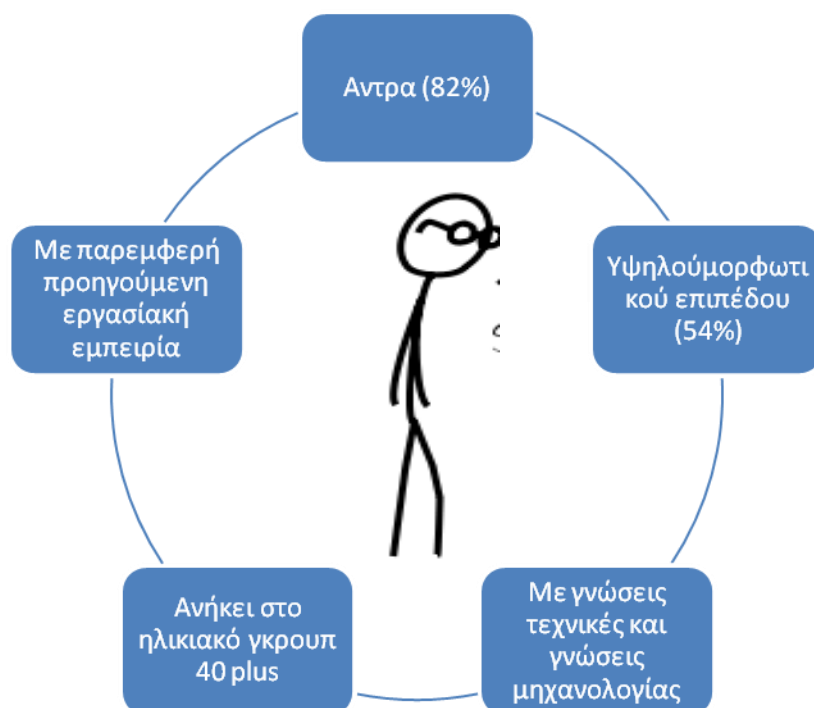 Αντρα (82%)
Υψηλούμορφωτι
κού επιπέδου
(54%)
Με γνώσεις
τεχνικές και
γνώσεις
μηχανολογίας
Ανήκει στο
ηλικιακό γκρουπ
40 plus
Με παρεμφερή
προηγούμενη
εργασίακή
εμπειρία